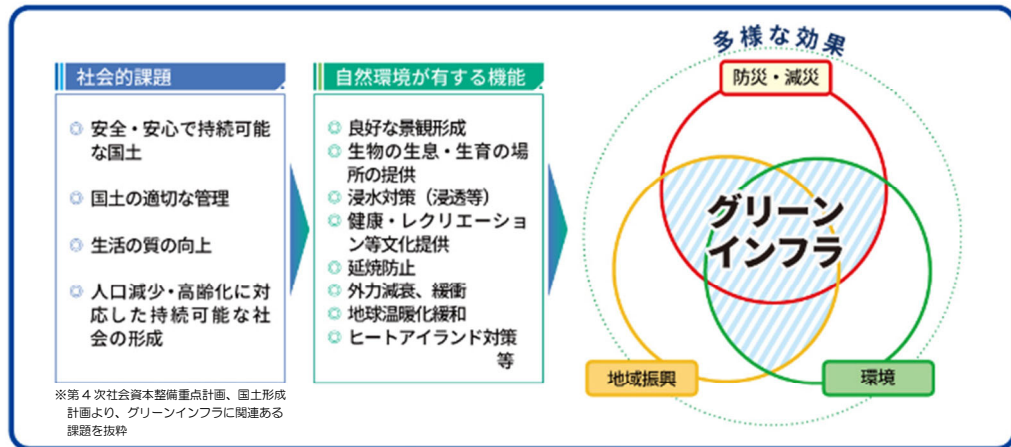 社会的課題
◎ 安全・安心で持続可能
な国土
◎ 国土の適切な管理
◎ 生活の質の向上
◎ 人口減少・高齢化に対
応した持続可能な社
会の形成
※第4次社会資本整備重点計画、国土形成
計画より、グリーンインフラに関連ある
課題を抜粋
自然環境が有する機能
◎ 良好な景観形成
◎ 生物の生息・生育の場
所の提供
◎ 浸水対策（浸透等）
◎ 健康・レクリエーショ
ン等文化提供
◎ 延焼防止
◎ 外力減衰、緩衝
◎ 地球温暖化緩和
◎ ヒートアイランド対策
等
多様な効果
防災・減災
グリーン
インフラ
地域振興
環境